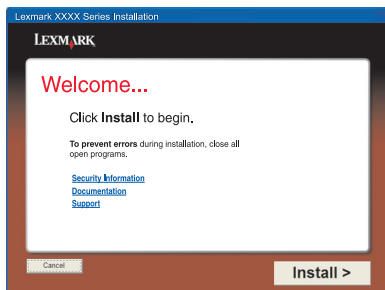 Lexmark XXXX Series Installation
LEXMARK
Welcome...
Click Install to begin.
To prevent errors during installation, close all
open programs.
Security Information
Documentation
Support
Cancel
Install >